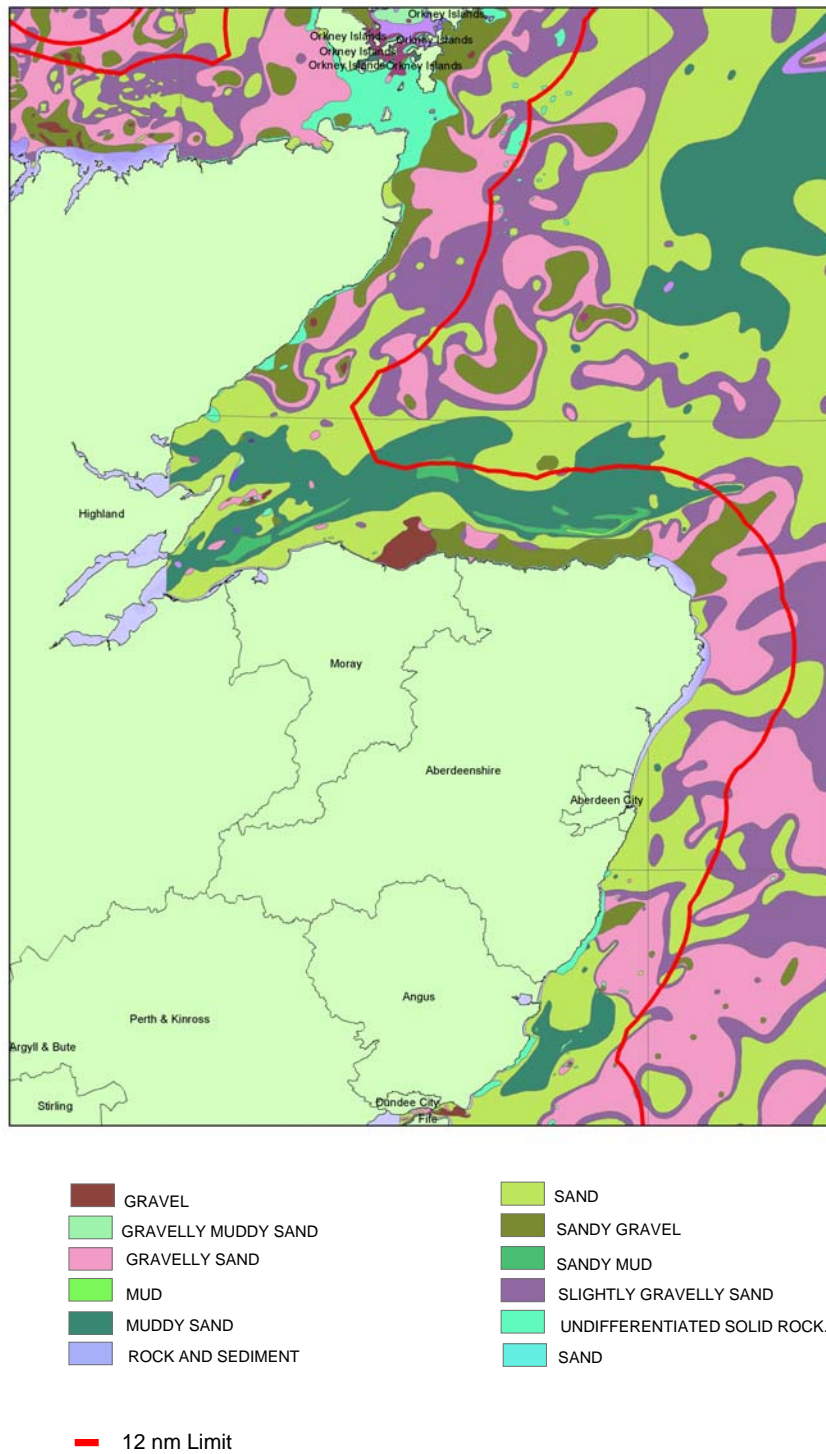 Orkney Islands
Orkney Islands Orkney Islands
Orkney Islands
Orkney Islands Orkney Islands
Highland
Moray
Aberdeenshire
Aberdeen City
Angus
Perth & Kinross
Argyll & Bute
Stirling
Dundee City
Fife
GRAVEL
GRAVELLY MUDDY SAND
GRAVELLY SAND
MUD
MUDDY SAND
ROCK AND SEDIMENT
SAND
SANDY GRAVEL
SANDY MUD
SLIGHTLY GRAVELLY SAND
UNDIFFERENTIATED SOLID ROCK.
SAND
12 nm Limit